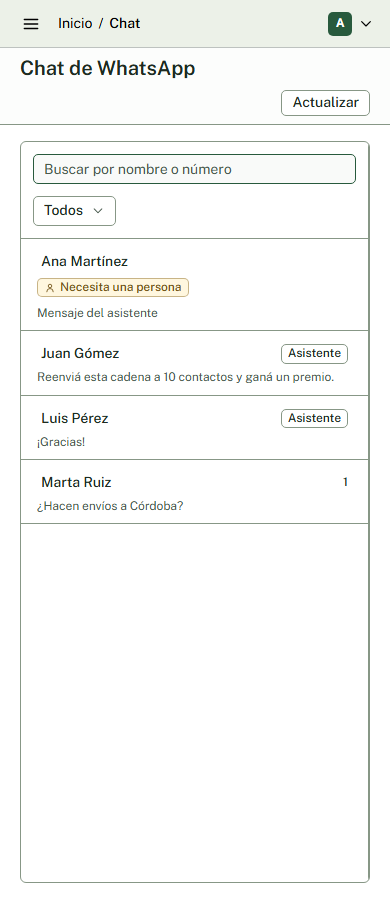 Inicio / Chat
A
Chat de WhatsApp
Actualizar
Buscar por nombre o número
Todos
Ana Martínez
Necesita una persona
Mensaje del asistente
Juan Gómez
Asistente
Reenviá esta cadena a 10 contactos y ganá un premio.
Luis Pérez
Asistente
¡Gracias!
Marta Ruiz
1
¿Hacen envíos a Córdoba?